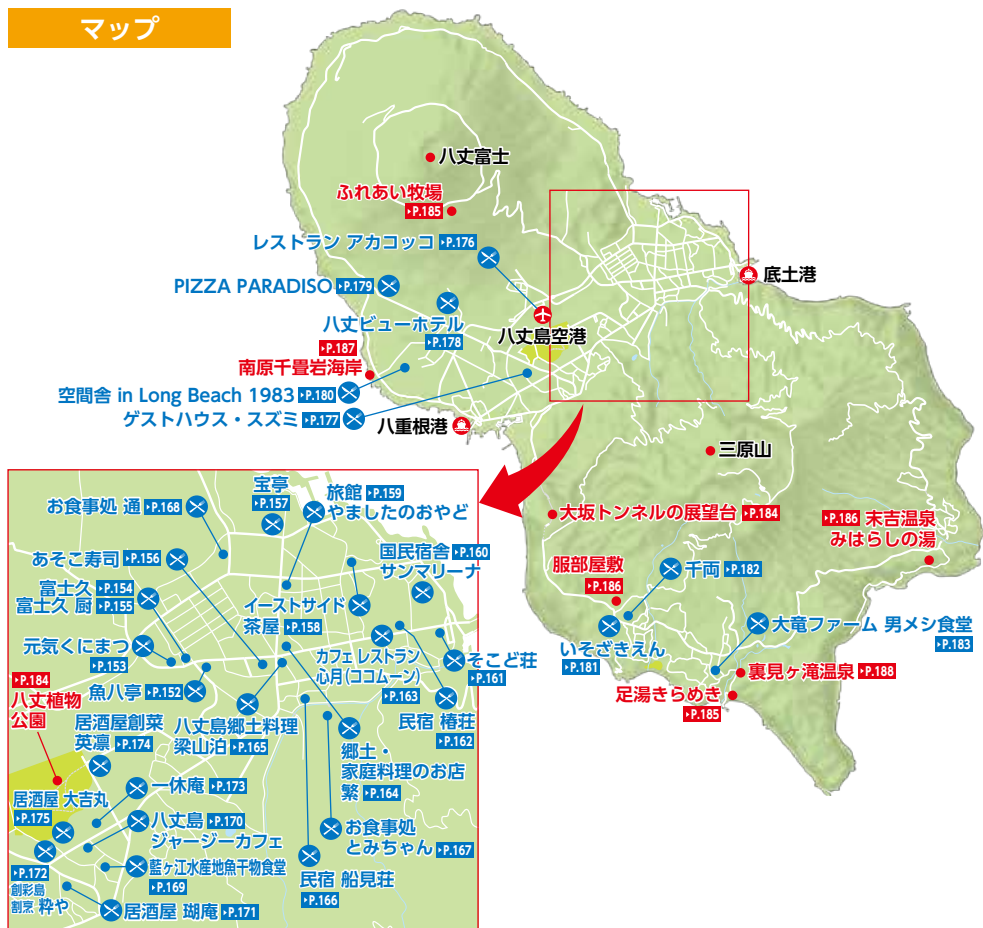 マップ
八丈富士
ふれあい牧場
▶P.185
レストラン アカコッコ ▶P.176
底土港
PIZZA PARADISO ▶P.179
八丈ビューホテル
▶P.178
八丈島空港
▶P.187
南原千畳岩海岸
空間舎 in Long Beach 1983 ▶P.180
ゲストハウス・スズミ ▶P.177
八重根港
三原山
大坂トンネルの展望台 ▶P.184
▶P.186 末吉温泉
みはらしの湯
服部屋敷
▶P.186
千両 ▶P.182
いそざきえん
▶P.181
大竜ファーム 男メシ食堂
▶P.183
裏見ヶ滝温泉 ▶P.188
足湯きらめき
▶P.185
お食事処 通 ▶P.168
宝亭
▶P.157
旅館 ▶P.159
やましたのおやど
あそこ寿司 ▶P.156
国民宿舎 ▶P.160
サンマリーナ
富士久 ▶P.154
富士久 厨 ▶P.155
イーストサイド
茶屋 ▶P.158
元気くにまつ
▶P.153
カフェ レストラン
心月(ココムーン)
▶P.163
そこど荘
▶P.161
魚八亭 ▶P.152
民宿 椿荘
▶P.162
▶P.184
八丈植物
公園
居酒屋創菜
英凛 ▶P.174
八丈島郷土料理
梁山泊 ▶P.165
郷土・
家庭料理のお店
繁 ▶P.164
居酒屋 大吉丸
▶P.175
一休庵 ▶P.173
八丈島 ▶P.170
ジャージーカフェ
お食事処
とみちゃん ▶P.167
藍ヶ江水産地魚干物食堂
▶P.169
民宿 船見荘
▶P.166
▶P.172
創彩島
割烹 粋や
居酒屋 瑚庵 ▶P.171